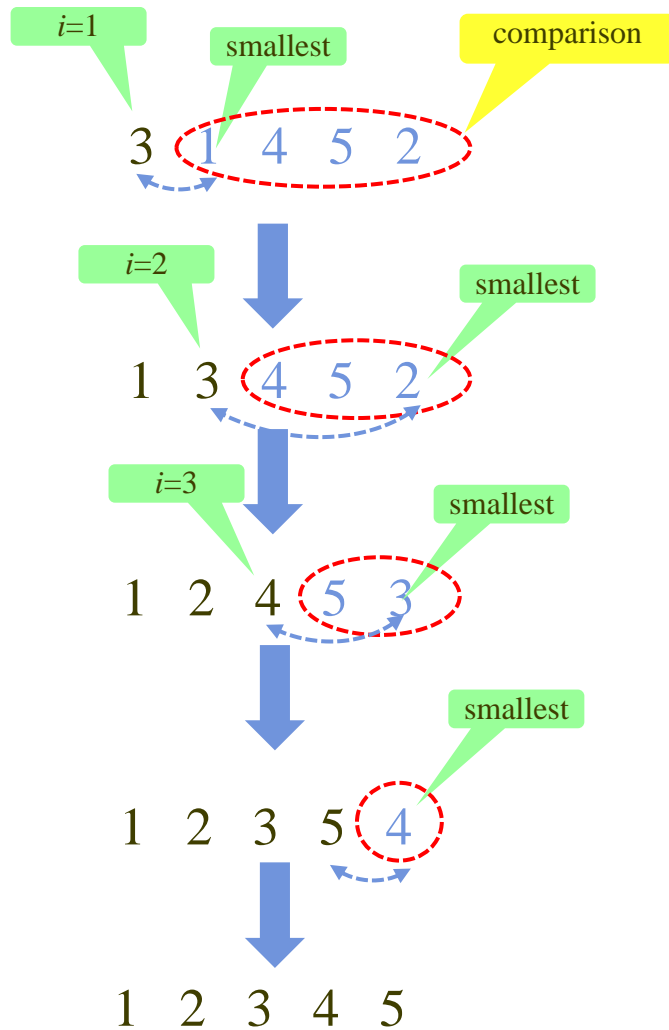 i=1
smallest
comparison
3 1 4 5 2
i=2
smallest
1 3 4 5 2
i=3
smallest
1 2 4 5 3
smallest
1 2 3 5 4
1 2 3 4 5